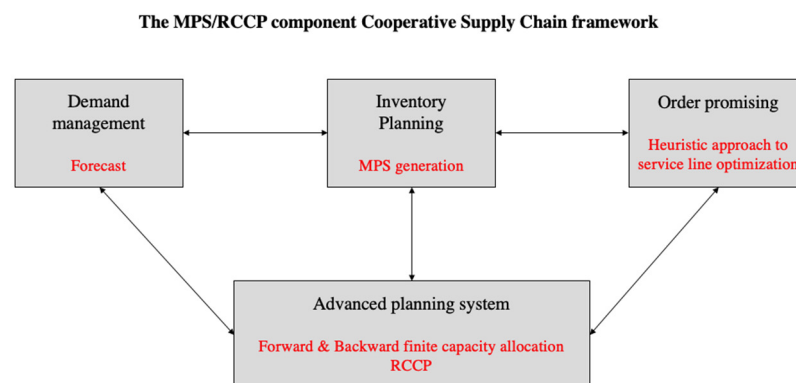 The MPS/RCCP component Cooperative Supply Chain framework
Demand
management
Forecast
Inventory
Planning
MPS generation
Order promising
Heuristic approach to
service line optimization
Advanced planning system
Forward & Backward finite capacity allocation
RCCP